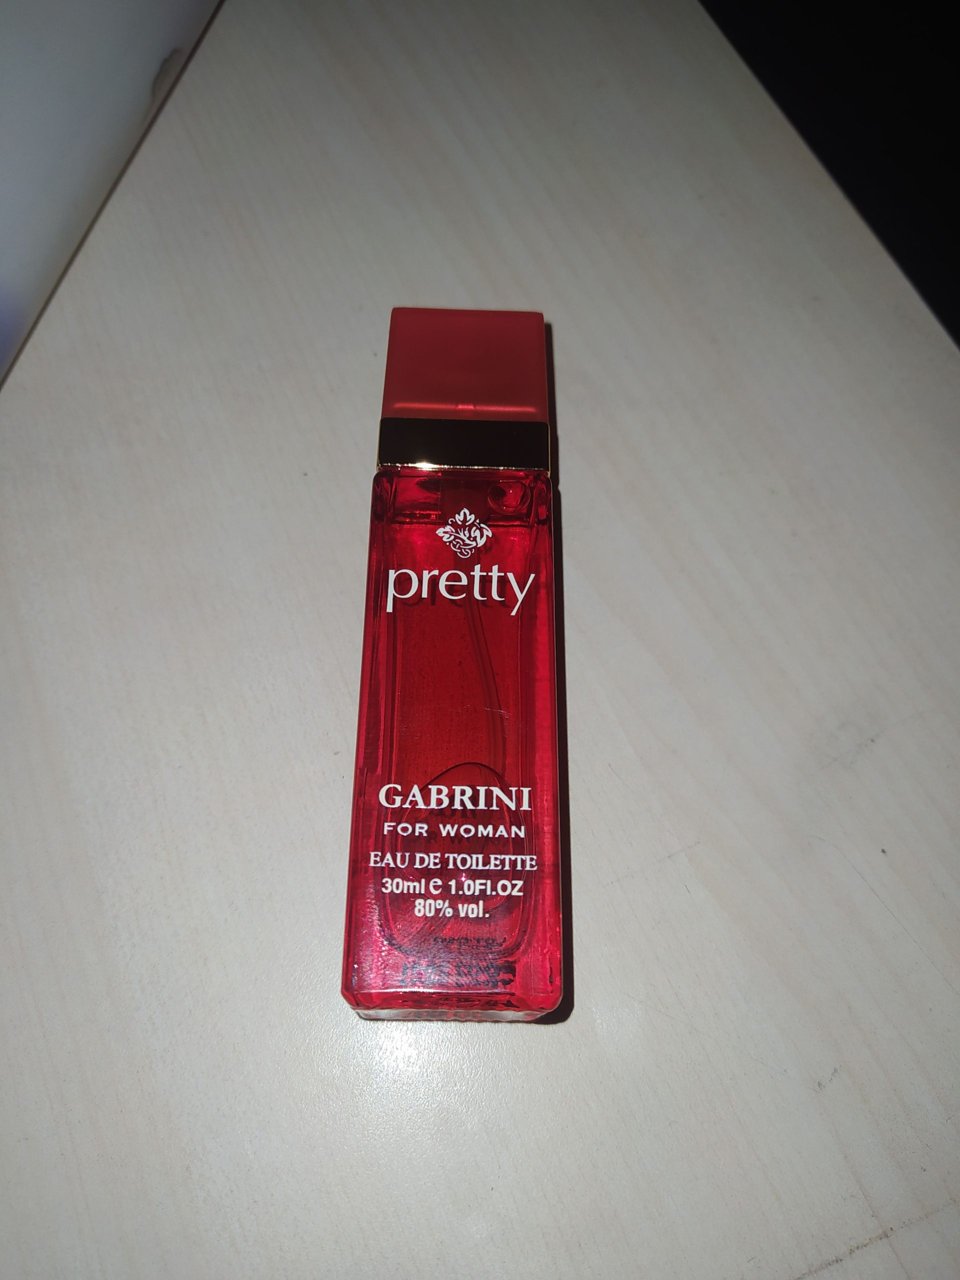 pretty
GABRINI
FOR WOMAN
EAU DE TOILETTE
30ml e 1.0Fl.OZ
80% vol.